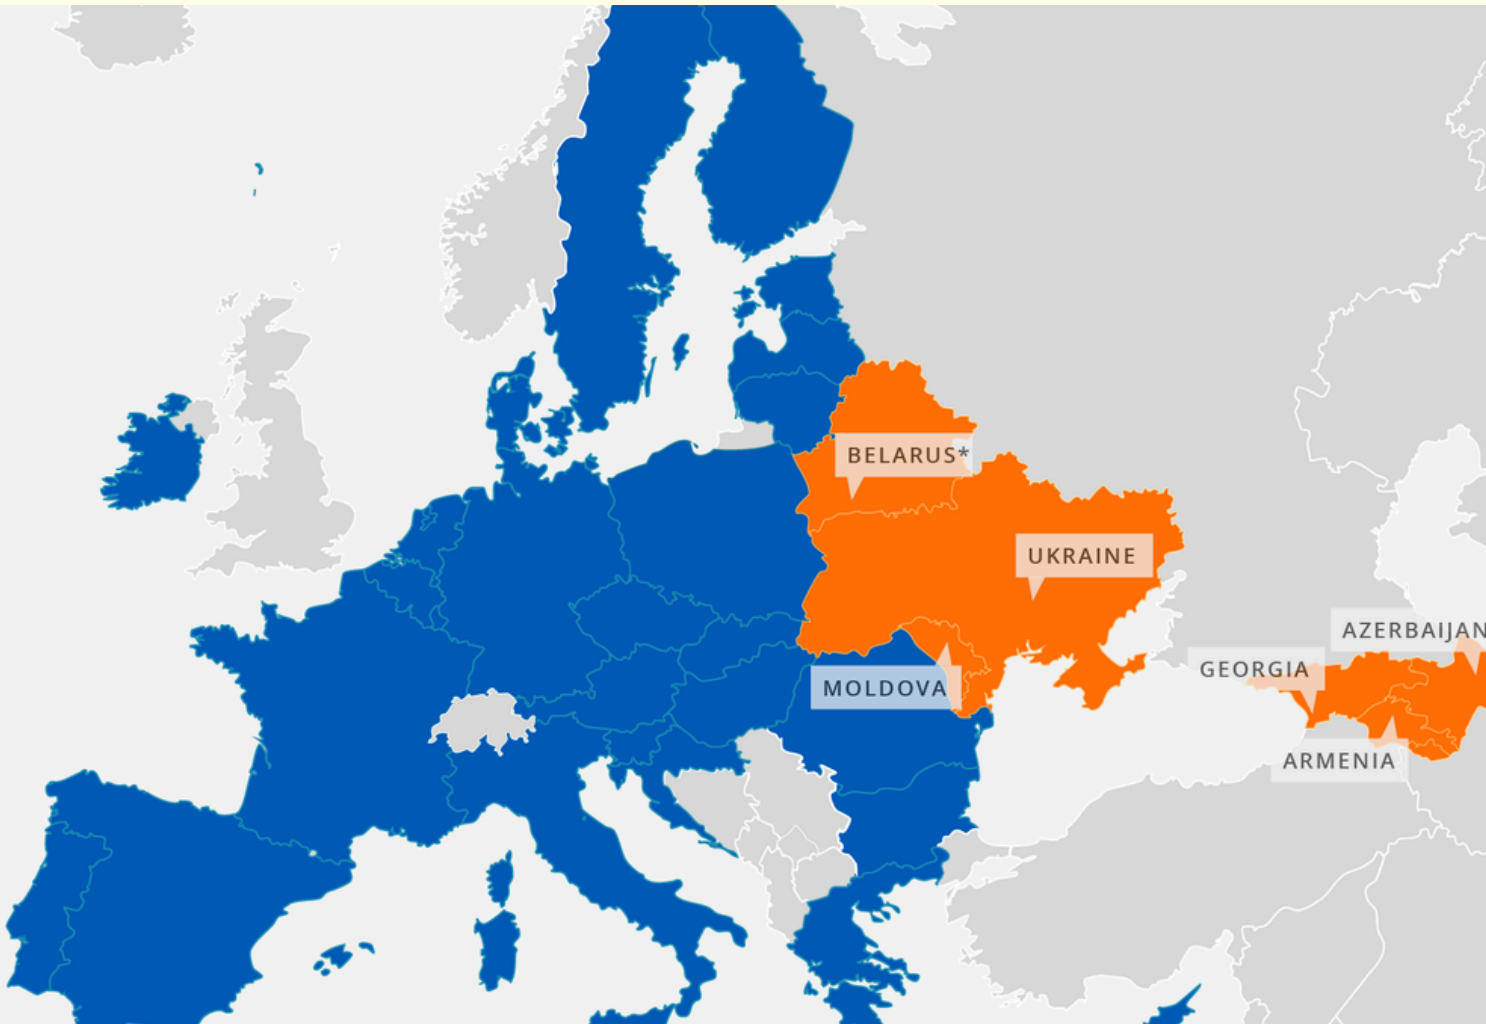 BELARUS*
UKRAINE
AZERBAIJAN
GEORGIA
MOLDOVA
ARMENIA